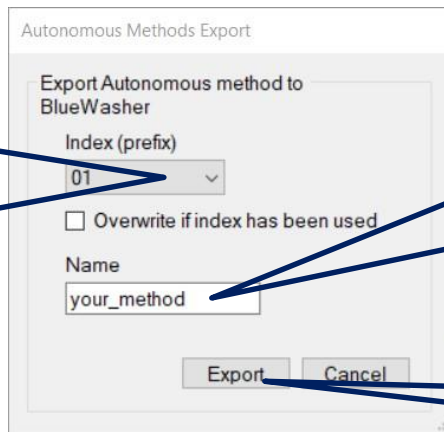 Autonomous Methods Export
Export Autonomous method to
BlueWasher
Index (prefix)
01
Overwrite if index has been used
Name
your_method
Export
Cancel